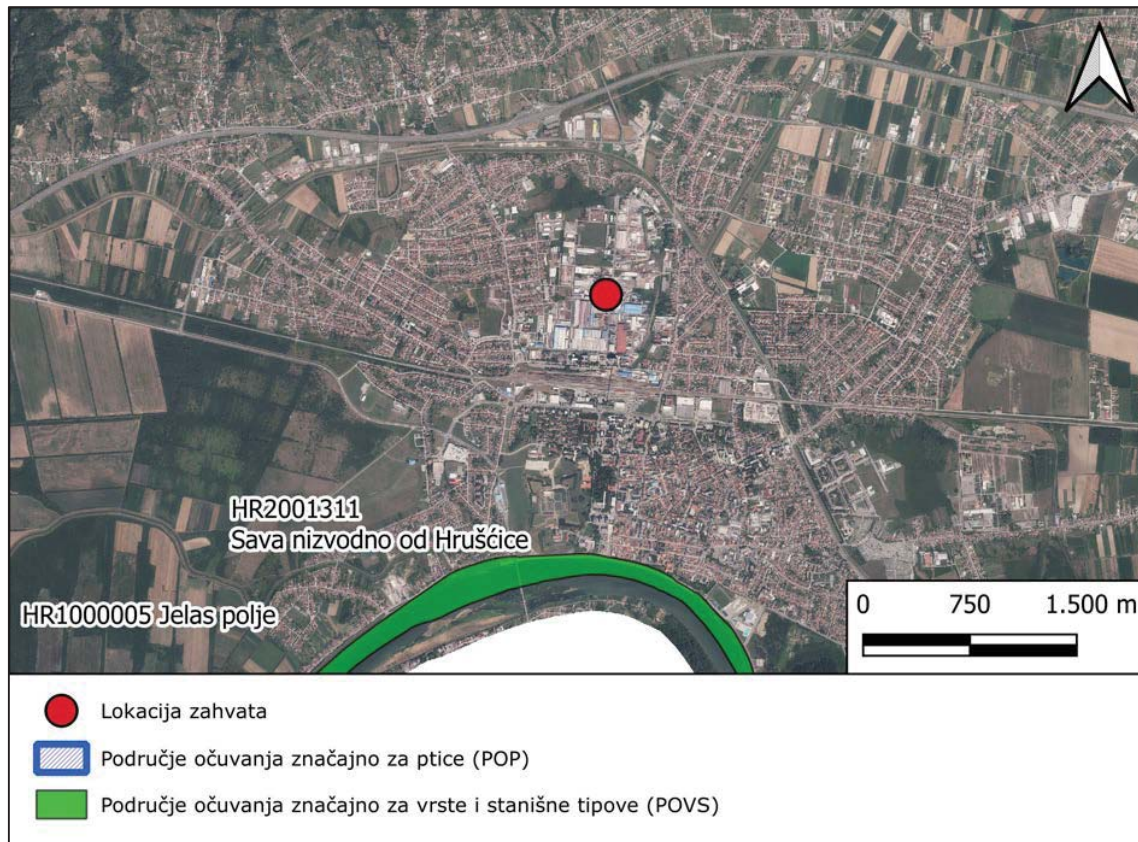 HR2001311
Sava nizvodno od Hrušćice
HR1000005 Jelas polje
0 750 1.500 m
Lokacija zahvata
Područje očuvanja značajno za ptice (POP)
Područje očuvanja značajno za vrste i stanišne tipove (POVS)